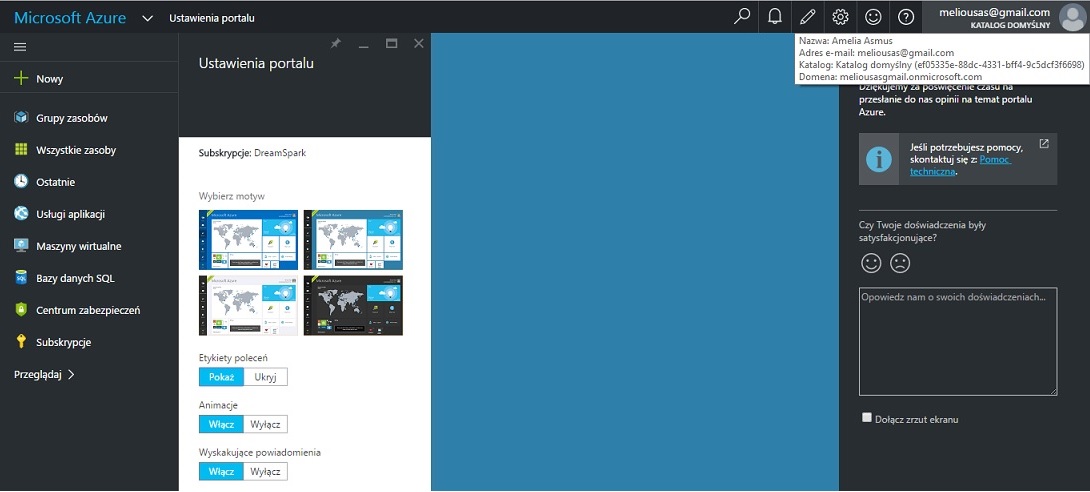 Microsoft Azure
Ustawienia portalu
meliousas@gmail.com
KATALOG DOMYŚLNY
Nazwa: Amelia Asmus
Adres e-mail: meliousas@gmail.com
Katalog: Katalog domyślny (ef05335e-88dc-4331-bff4-9c5dcf3f6698)
Domena: meliousasgmail.onmicrosoft.com
Nowy
Grupy zasobów
Wszystkie zasoby
Ostatnie
Usługi aplikacji
Maszyny wirtualne
SQL
Bazy danych SQL
Centrum zabezpieczeń
Subskrypcje
Przeglądaj
Ustawienia portalu
Subskrypcje: DreamSpark
Wybierz motyw
Microsoft Azure
Microsoft Azure
Microsoft Azure
Microsoft Azure
Etykiety poleceń
Pokaż Ukryj
Animacje
Włącz Wyłącz
Wyskakujące powiadomienia
Włącz Wyłącz
Dziękujemy za poświęcenie czasu na
przesłanie do nas opinii na temat portalu
Azure.
Jeśli potrzebujesz pomocy,
skontaktuj się z: Pomoc
techniczna.
Czy Twoje doświadczenia były
satysfakcjonujące?
Opowiedz nam o swoich doświadczeniach...
Dołącz zrzut ekranu